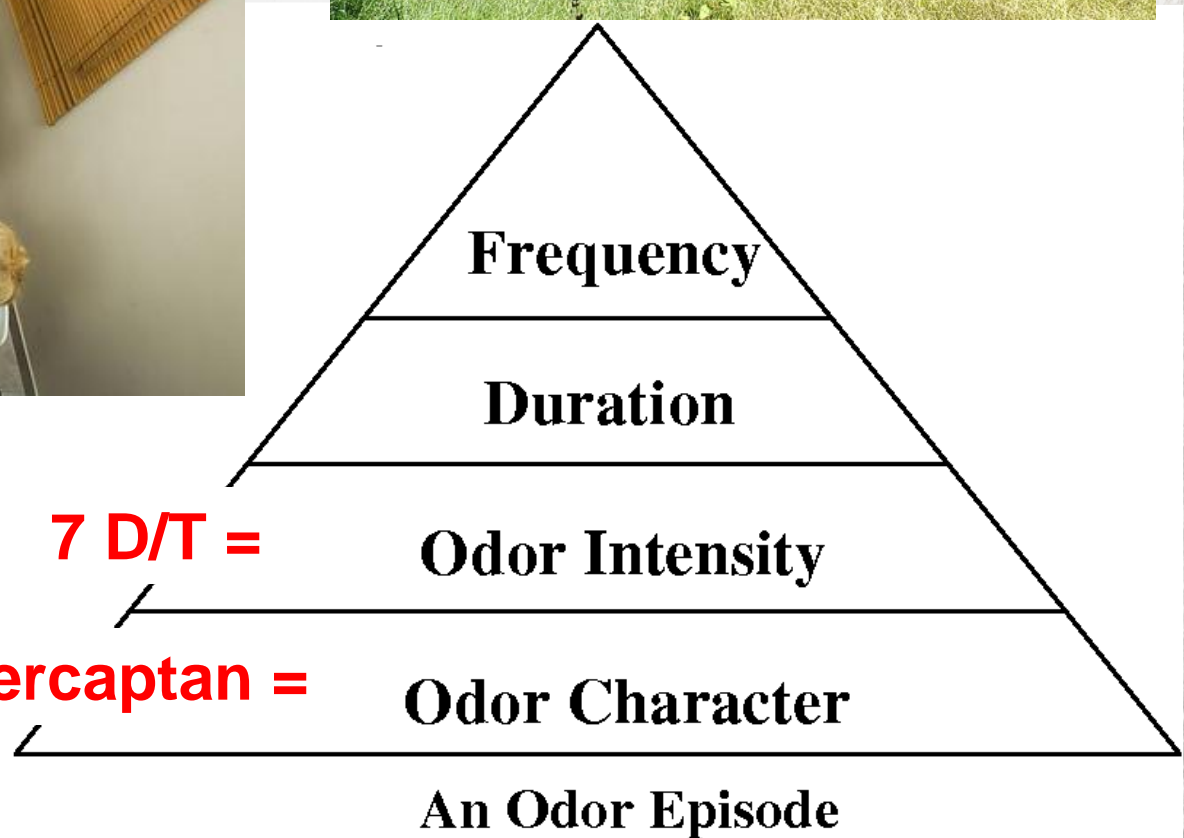 Frequency
Duration
7 D/T = Odor Intensity
ercaptan = Odor Character
An Odor Episode